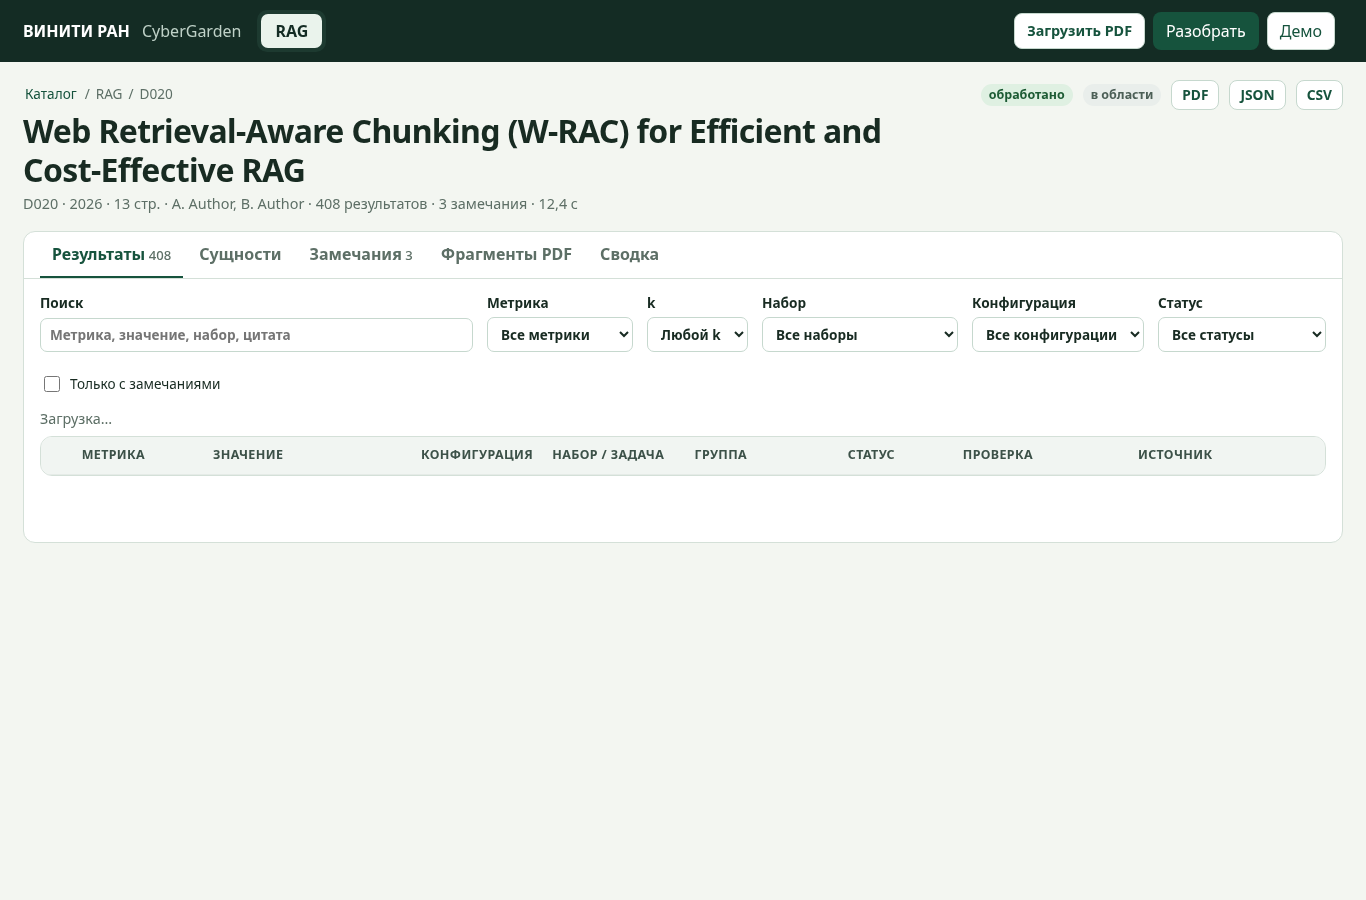 ВИНИТИ РАН CyberGarden RAG Загрузить PDF Разобрать Демо
Каталог / RAG / D020 обработано в области PDF JSON CSV
Web Retrieval-Aware Chunking (W-RAC) for Efficient and
Cost-Effective RAG
D020 · 2026 · 13 стр. · A. Author, B. Author · 408 результатов · 3 замечания · 12,4 с
Результаты 408 Сущности Замечания 3 Фрагменты PDF Сводка
Поиск Метрика k Набор Конфигурация Статус
Метрика, значение, набор, цитата Все метрики Любой k Все наборы Все конфигурации Все статусы
Только с замечаниями
Загрузка…
МЕТРИКА ЗНАЧЕНИЕ КОНФИГУРАЦИЯ НАБОР / ЗАДАЧА ГРУППА СТАТУС ПРОВЕРКА ИСТОЧНИК